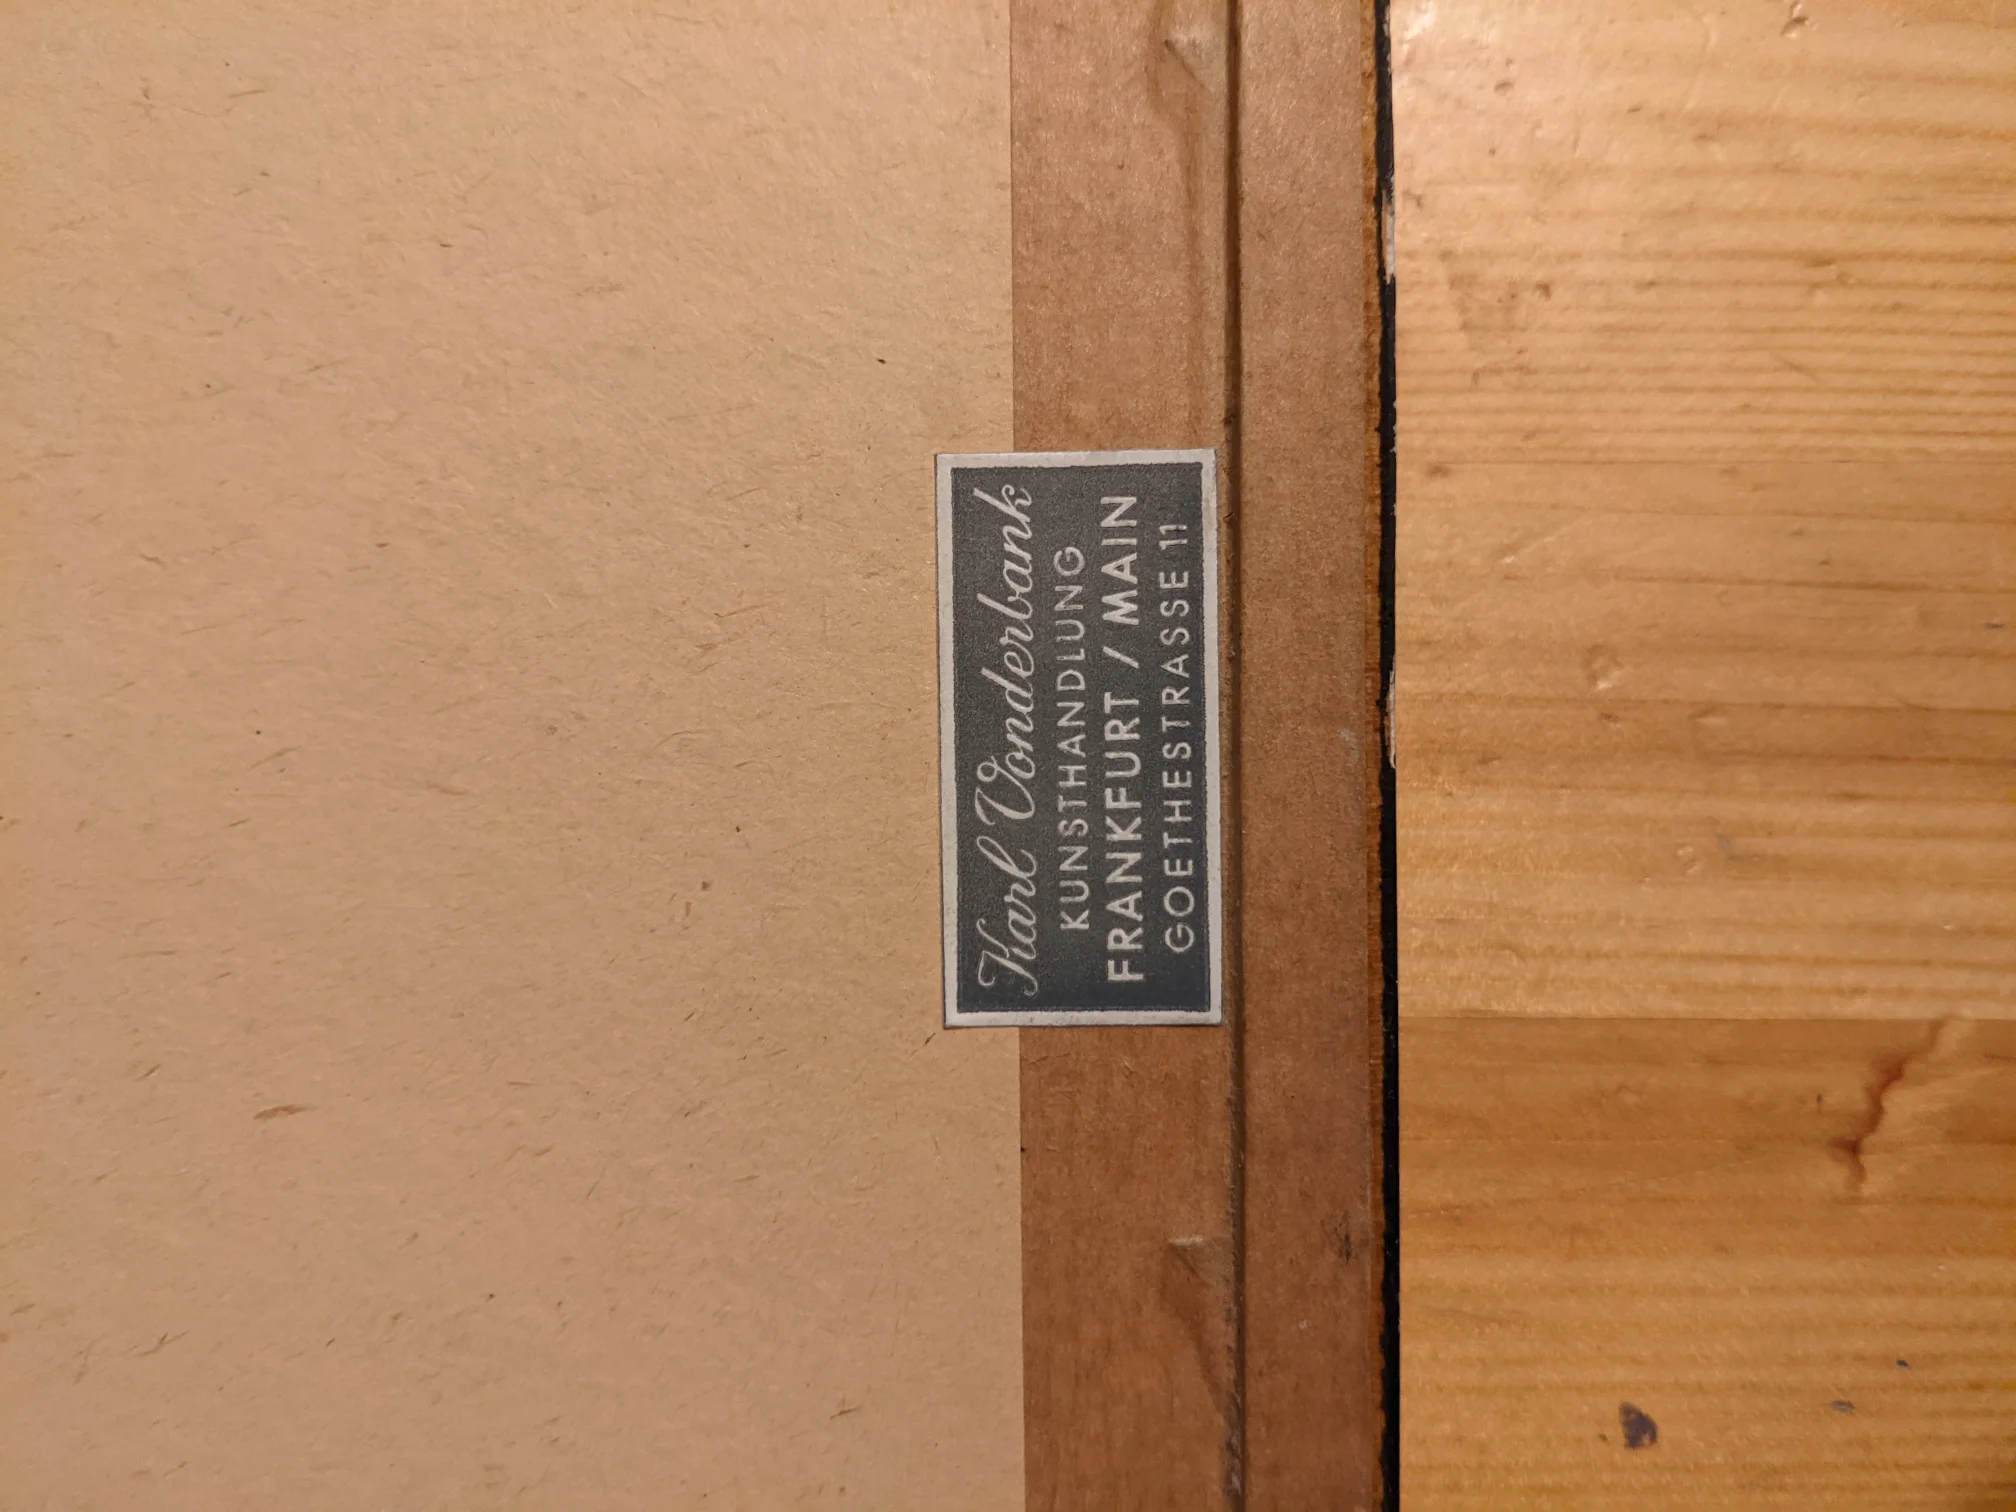 Karl Vonderbank
KUNSTHANDLUNG
FRANKFURT / MAIN
GOETHESTRASSE 11